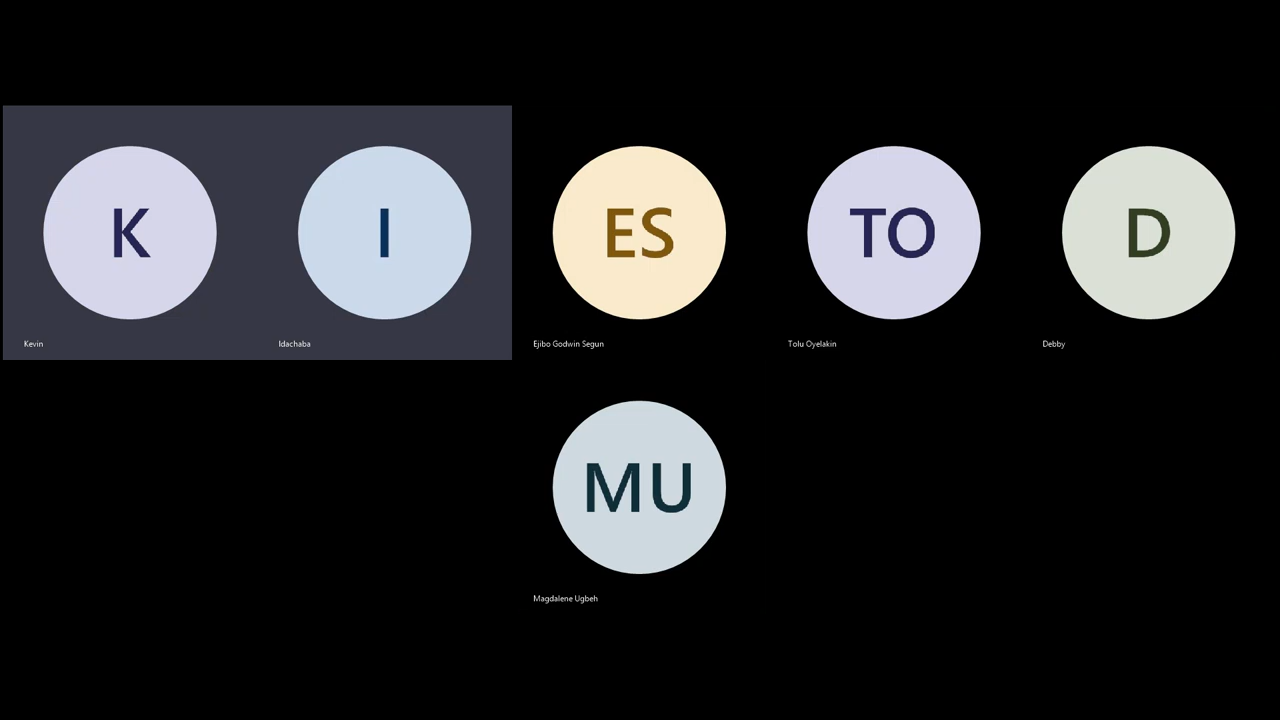 K
I
ES
TO
D
Kevin
Idachaba
Ejibo Godwin Segun
Tolu Oyelakin
Debby
MU
Magdalene Ugbeh